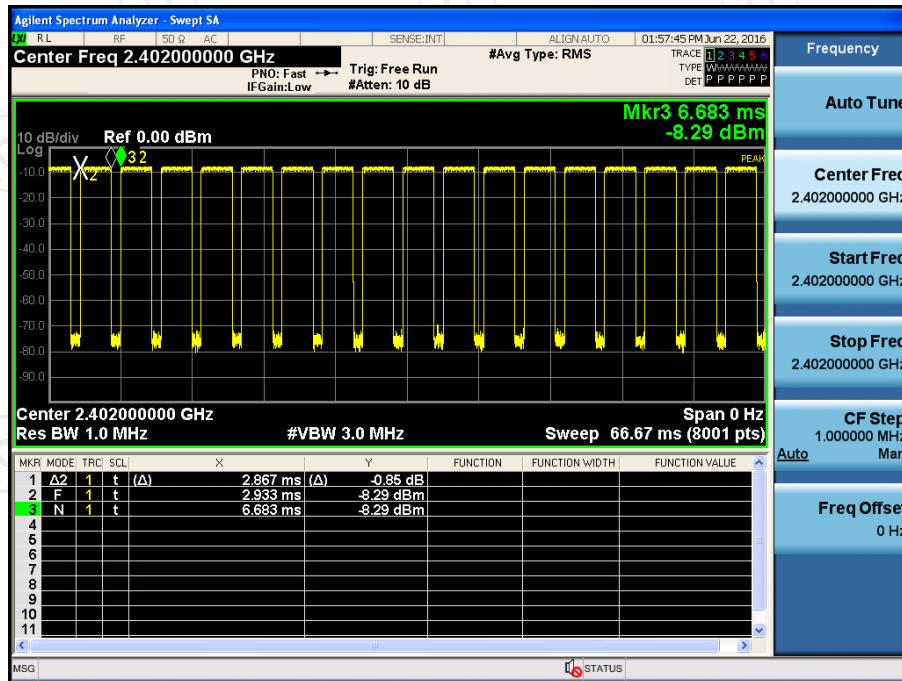 Agilent Spectrum Analyzer - Swept SA
LXI RL RF 50 Ω AC SENSE:INT ALIGN AUTO 01:57:45 PM Jun 22, 2016
Center Freq 2.402000000 GHz
PNO: Fast
IFGain:Low
Trig: Free Run
#Atten: 10 dB
#Avg Type: RMS
TRACE 1 2 3 4 5 6
TYPE WWWWWW
DET P P P P P P
Mkr3 6.683 ms
-8.29 dBm
10 dB/div
Log
Ref 0.00 dBm
3 2
2
PEAK
-10.0
-20.0
-30.0
-40.0
-50.0
-60.0
-70.0
-80.0
-90.0
Center 2.402000000 GHz Span 0 Hz
Res BW 1.0 MHz #VBW 3.0 MHz Sweep 66.67 ms (8001 pts)
MKR MODE TRC SCL X Y FUNCTION FUNCTION WIDTH FUNCTION VALUE
1 Δ2 1 t (Δ) 2.867 ms (Δ) -0.85 dB
2 F 1 t 2.933 ms -8.29 dBm
3 N 1 t 6.683 ms -8.29 dBm
4
5
6
7
8
9
10
11
MSG STATUS
Frequency
Auto Tune
Center Freq
2.402000000 GHz
Start Freq
2.402000000 GHz
Stop Freq
2.402000000 GHz
CF Step
1.000000 MHz
Auto Man
Freq Offset
0 Hz